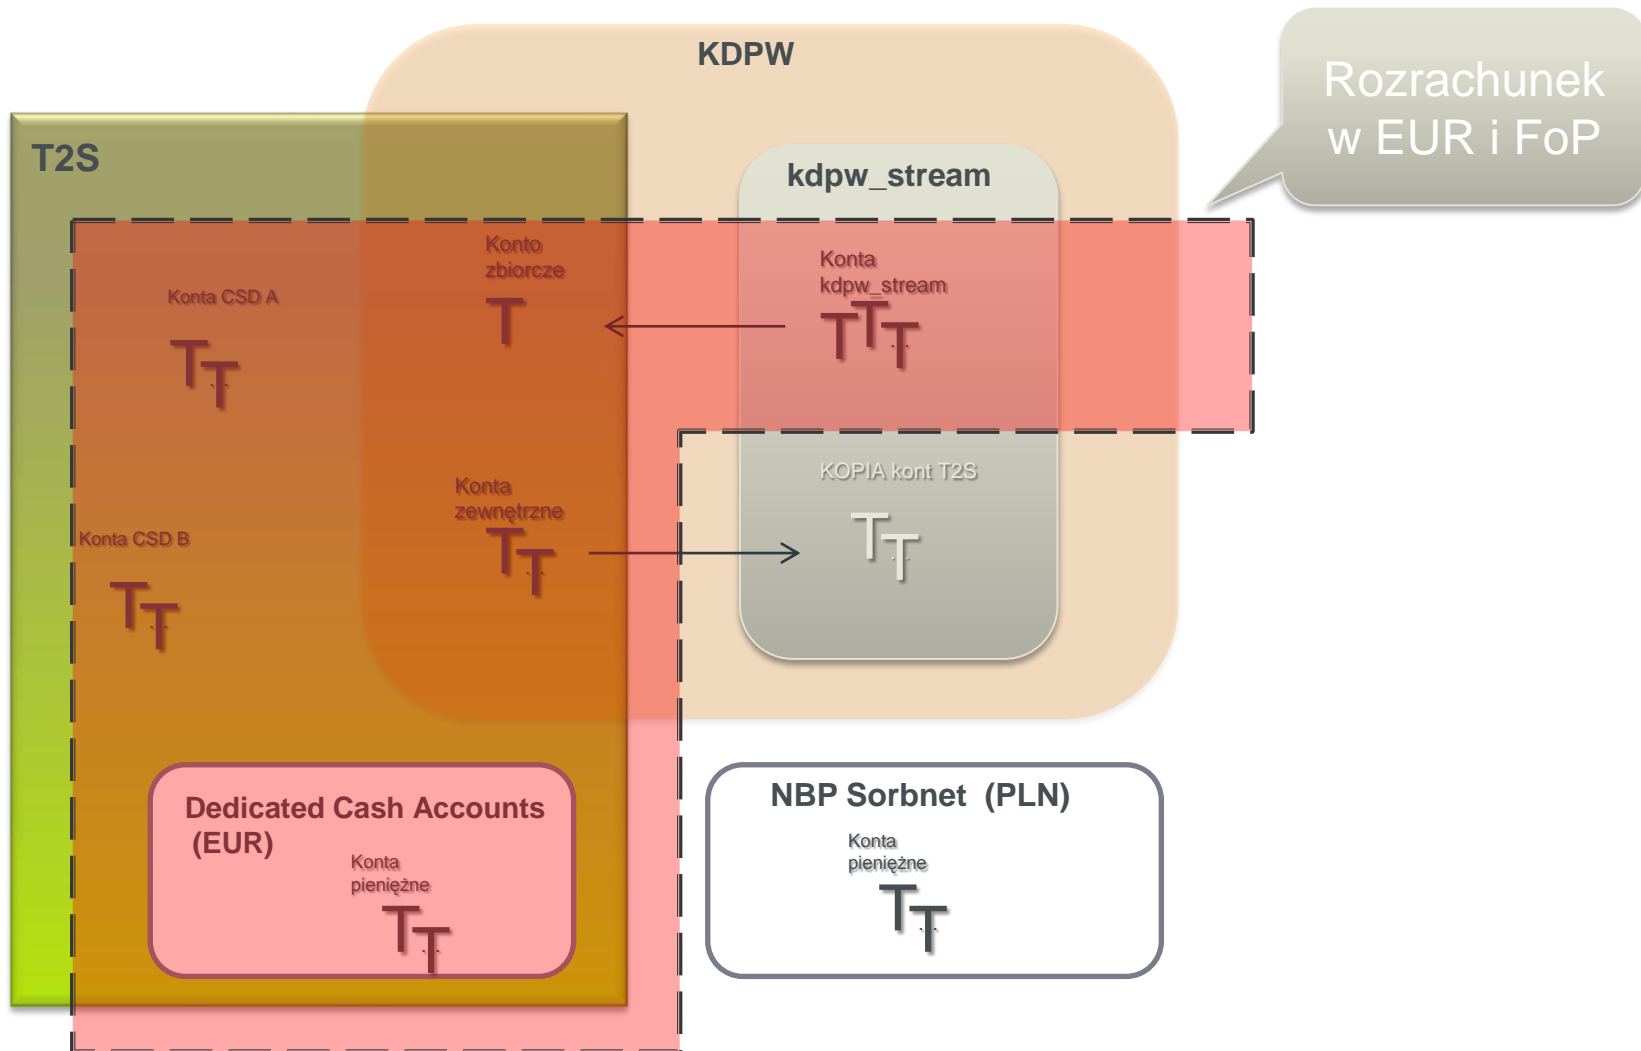 KDPW
Rozrachunek
w EUR i FoP
T2S
kdpw_stream
Konto
zbiorcze
Konta
kdpw_stream
Konta CSD A
KOPIA kont T2S
Konta
zewnętrzne
Konta CSD B
Dedicated Cash Accounts
(EUR)
Konta
pieniężne
NBP Sorbnet (PLN)
Konta
pieniężne